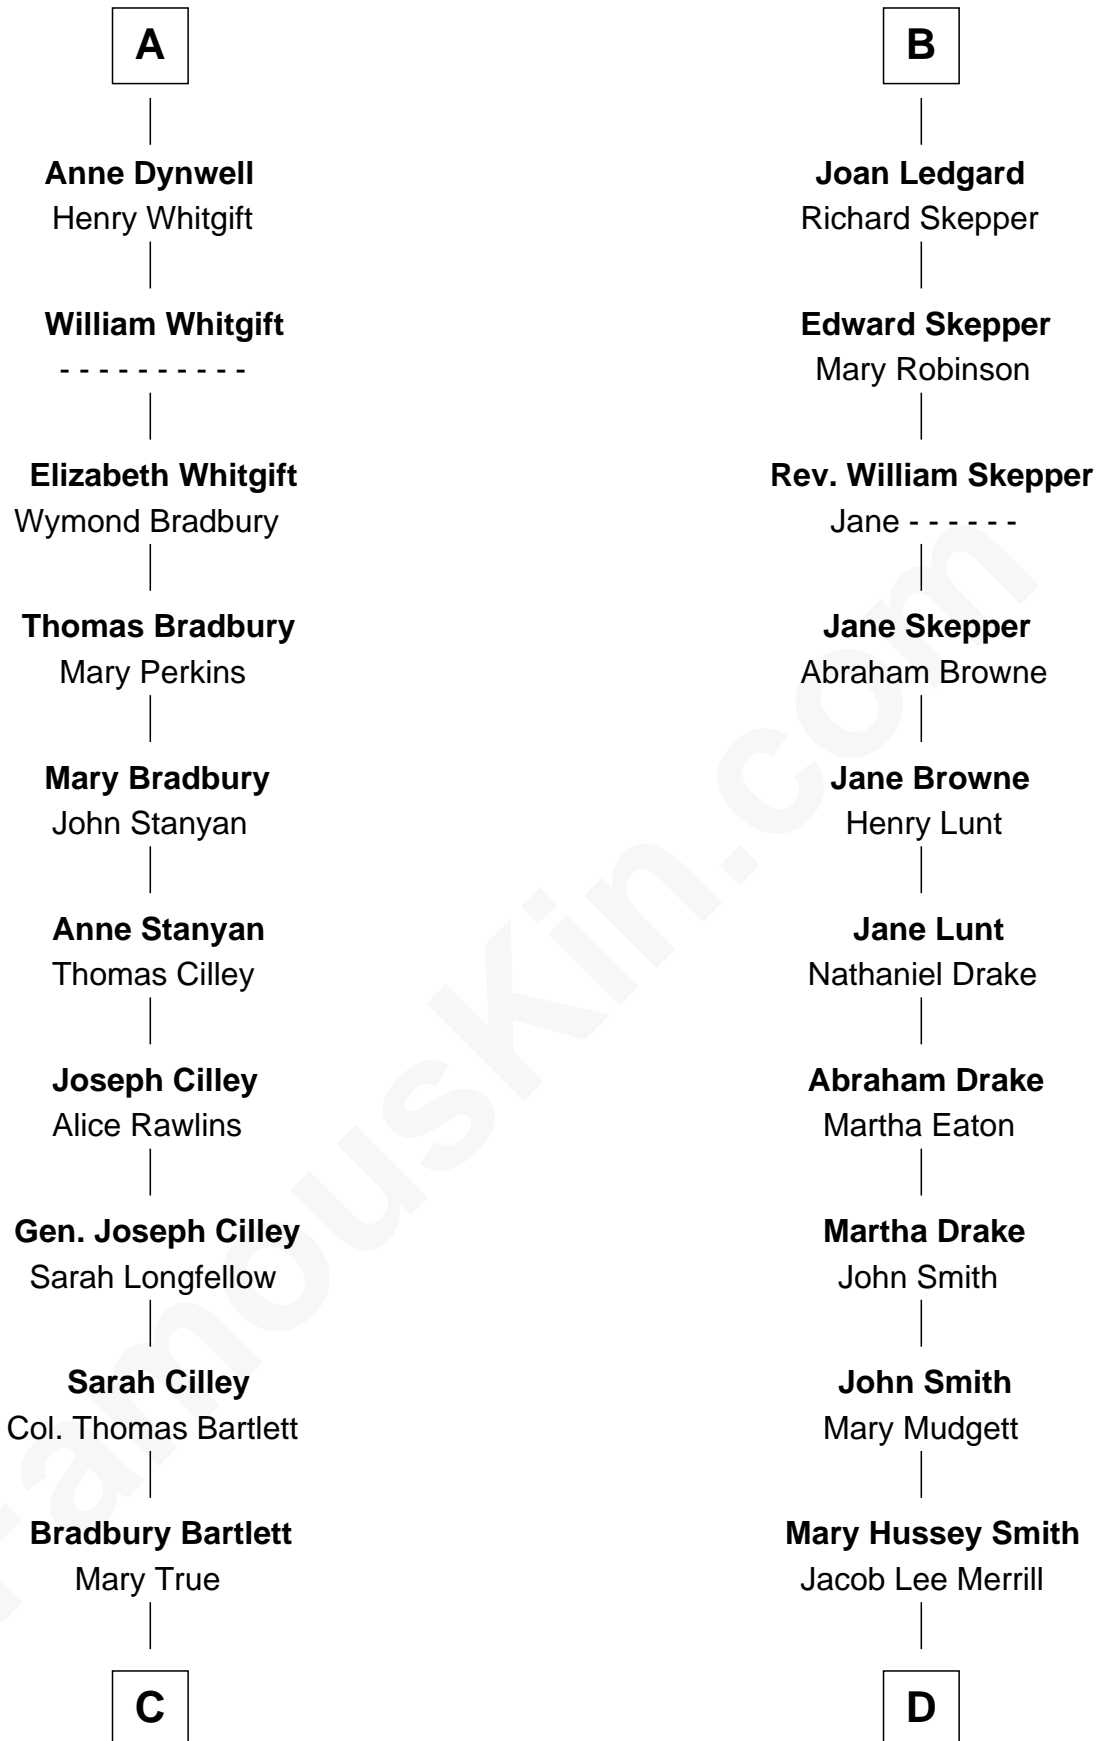 A
Anne Dynwell
Henry Whitgift
William Whitgift
- - - - - - - - - -
Elizabeth Whitgift
Wymond Bradbury
Thomas Bradbury
Mary Perkins
Mary Bradbury
John Stanyan
Anne Stanyan
Thomas Cilley
Joseph Cilley
Alice Rawlins
Gen. Joseph Cilley
Sarah Longfellow
Sarah Cilley
Col. Thomas Bartlett
Bradbury Bartlett
Mary True
C
B
Joan Ledgard
Richard Skepper
Edward Skepper
Mary Robinson
Rev. William Skepper
Jane - - - - - -
Jane Skepper
Abraham Browne
Jane Browne
Henry Lunt
Jane Lunt
Nathaniel Drake
Abraham Drake
Martha Eaton
Martha Drake
John Smith
John Smith
Mary Mudgett
Mary Hussey Smith
Jacob Lee Merrill
D
FamousKin.com